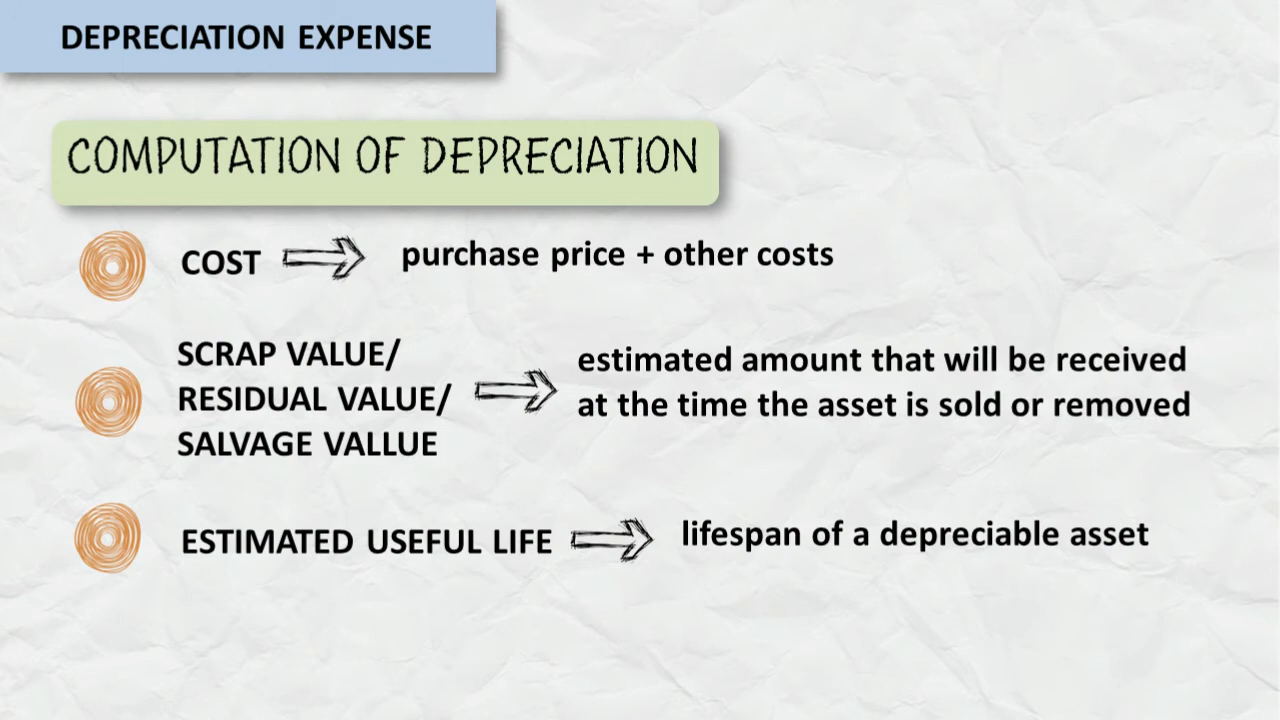 DEPRECIATION EXPENSE
COMPUTATION OF DEPRECIATION
COST
purchase price + other costs
SCRAP VALUE/
RESIDUAL VALUE/
SALVAGE VALLUE
estimated amount that will be received
at the time the asset is sold or removed
ESTIMATED USEFUL LIFE
lifespan of a depreciable asset